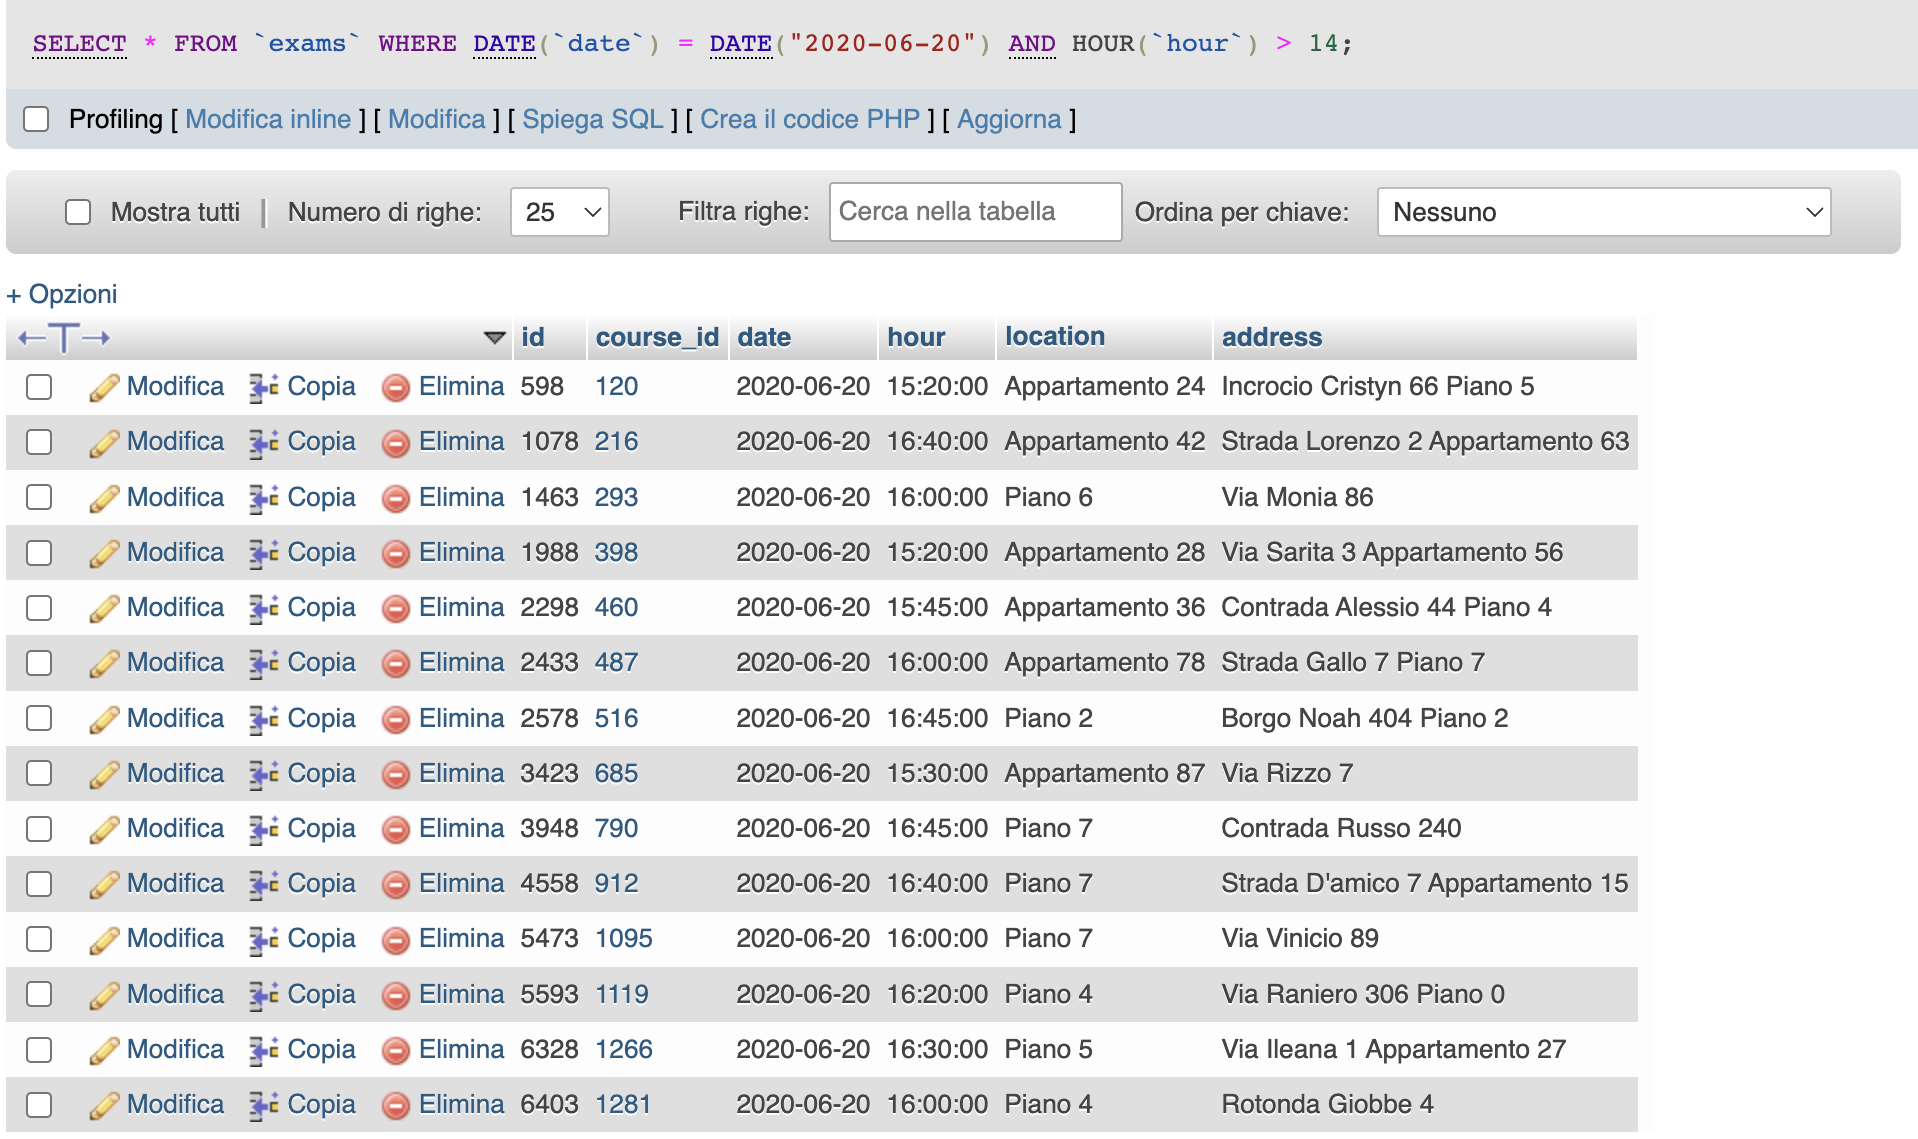 SELECT * FROM `exams` WHERE DATE(`date`) = DATE("2020-06-20") AND HOUR(`hour`) > 14;
Profiling [ Modifica inline ] [ Modifica ] [ Spiega SQL ] [ Crea il codice PHP ] [ Aggiorna ]
Mostra tutti | Numero di righe: 25 Filtra righe: Cerca nella tabella Ordina per chiave: Nessuno
+ Opzioni
←T→ id course_id date hour location address
Modifica Copia Elimina 598 120 2020-06-20 15:20:00 Appartamento 24 Incrocio Cristyn 66 Piano 5
Modifica Copia Elimina 1078 216 2020-06-20 16:40:00 Appartamento 42 Strada Lorenzo 2 Appartamento 63
Modifica Copia Elimina 1463 293 2020-06-20 16:00:00 Piano 6 Via Monia 86
Modifica Copia Elimina 1988 398 2020-06-20 15:20:00 Appartamento 28 Via Sarita 3 Appartamento 56
Modifica Copia Elimina 2298 460 2020-06-20 15:45:00 Appartamento 36 Contrada Alessio 44 Piano 4
Modifica Copia Elimina 2433 487 2020-06-20 16:00:00 Appartamento 78 Strada Gallo 7 Piano 7
Modifica Copia Elimina 2578 516 2020-06-20 16:45:00 Piano 2 Borgo Noah 404 Piano 2
Modifica Copia Elimina 3423 685 2020-06-20 15:30:00 Appartamento 87 Via Rizzo 7
Modifica Copia Elimina 3948 790 2020-06-20 16:45:00 Piano 7 Contrada Russo 240
Modifica Copia Elimina 4558 912 2020-06-20 16:40:00 Piano 7 Strada D'amico 7 Appartamento 15
Modifica Copia Elimina 5473 1095 2020-06-20 16:00:00 Piano 7 Via Vinicio 89
Modifica Copia Elimina 5593 1119 2020-06-20 16:20:00 Piano 4 Via Raniero 306 Piano 0
Modifica Copia Elimina 6328 1266 2020-06-20 16:30:00 Piano 5 Via Ileana 1 Appartamento 27
Modifica Copia Elimina 6403 1281 2020-06-20 16:00:00 Piano 4 Rotonda Giobbe 4